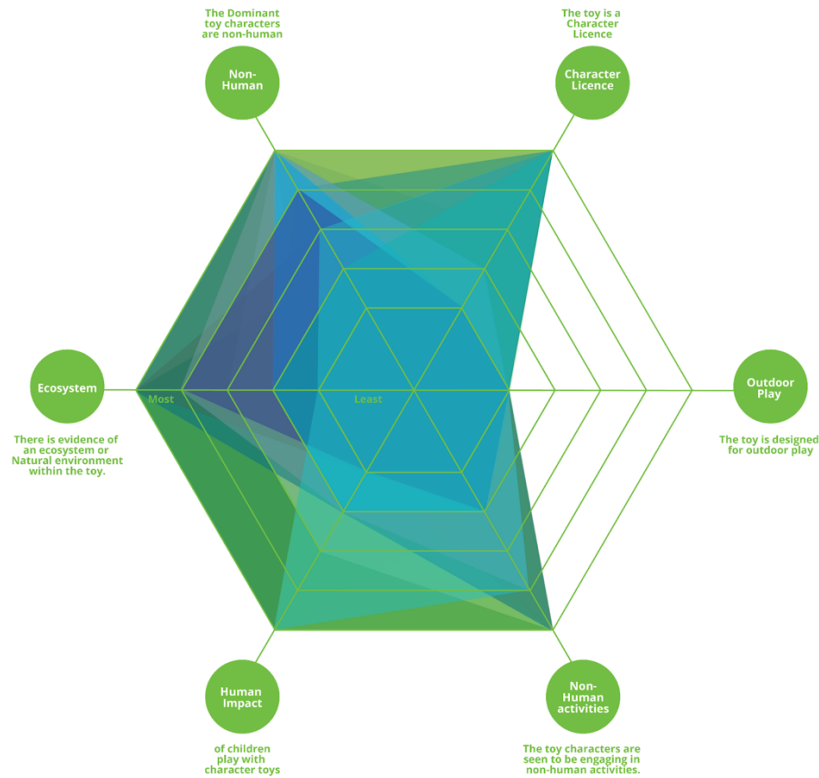 The Dominant
toy characters
are non-human
The toy is a
Character
Licence
Non-
Human
Character
Licence
Ecosystem
Most
Least
Outdoor
Play
There is evidence of
an ecosystem or
Natural environment
within the toy.
The toy is designed
for outdoor play
Human
Impact
Non-
Human
activities
of children
play with
character toys
The toy characters are
seen to be engaging in
non-human activities.